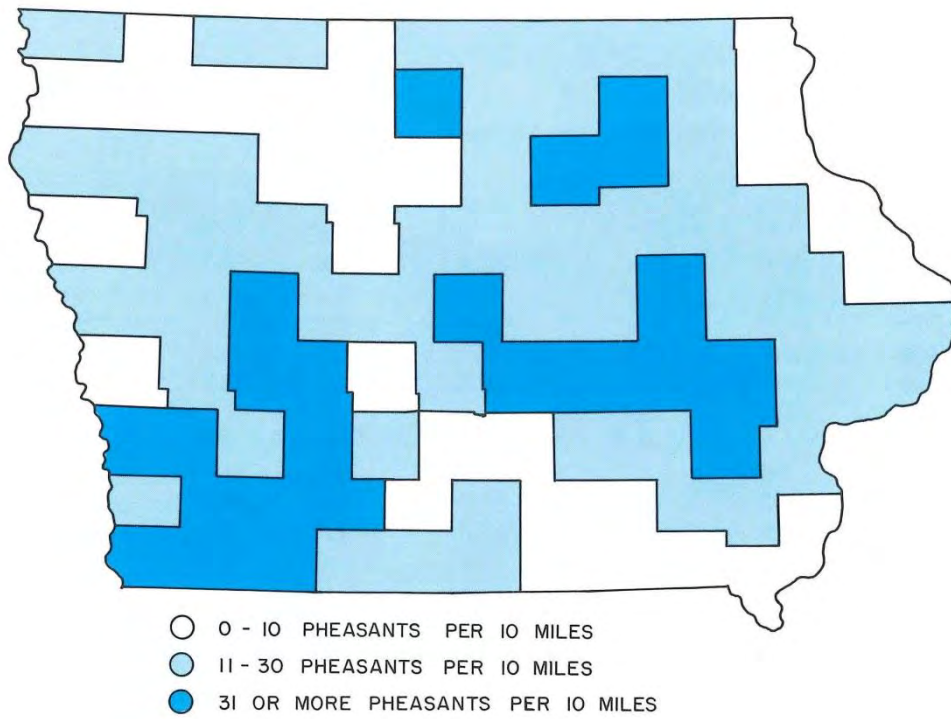 0 - 10 PHEASANTS PER 10 MILES
11 - 30 PHEASANTS PER 10 MILES
31 OR MORE PHEASANTS PER 10 MILES